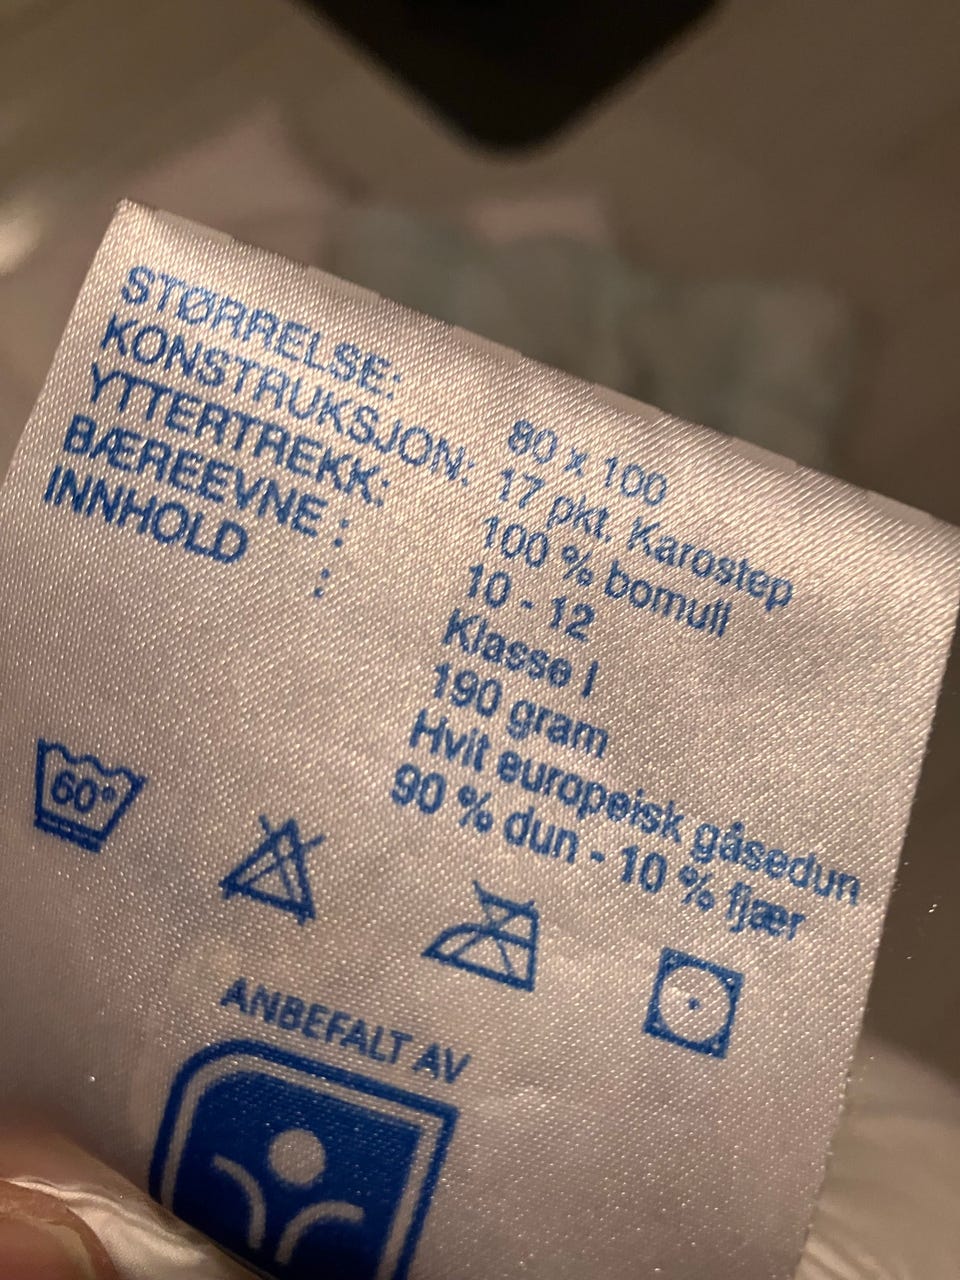 STØRRELSE: 80 x 100
KONSTRUKSJON: 17 pkt. Karostep
YTTERTREKK: 100 % bomull
BÆREEVNE : 10 - 12
INNHOLD : Klasse I
190 gram
Hvit europeisk gåsedun
90 % dun - 10 % fjær
60°
ANBEFALT AV